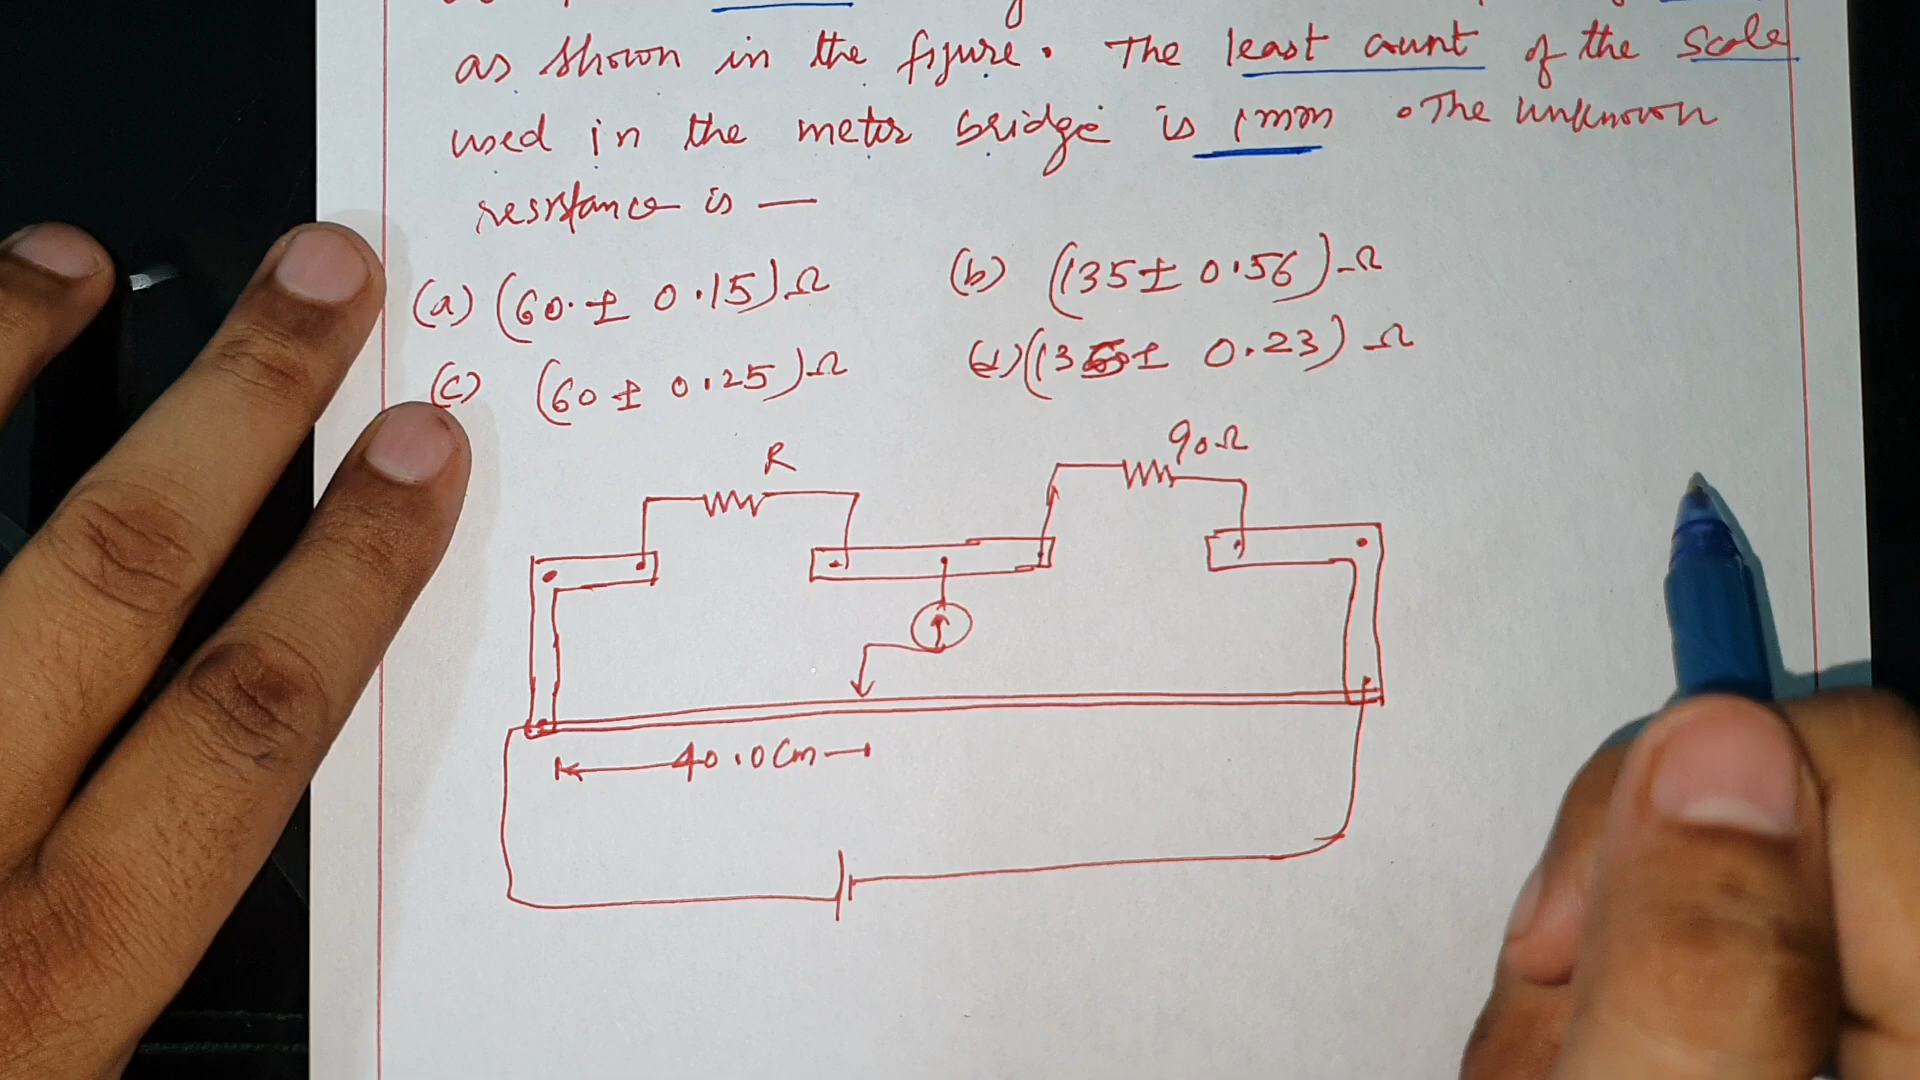 as shown in the figure. The least count of the scale
used in the meter bridge is 1mm. The unknown
resistance is —
(a) (60 ± 0.15)Ω (b) (135 ± 0.56)Ω
(c) (60 ± 0.25)Ω (d) (135 ± 0.23)Ω
R 90Ω
40.0Cm